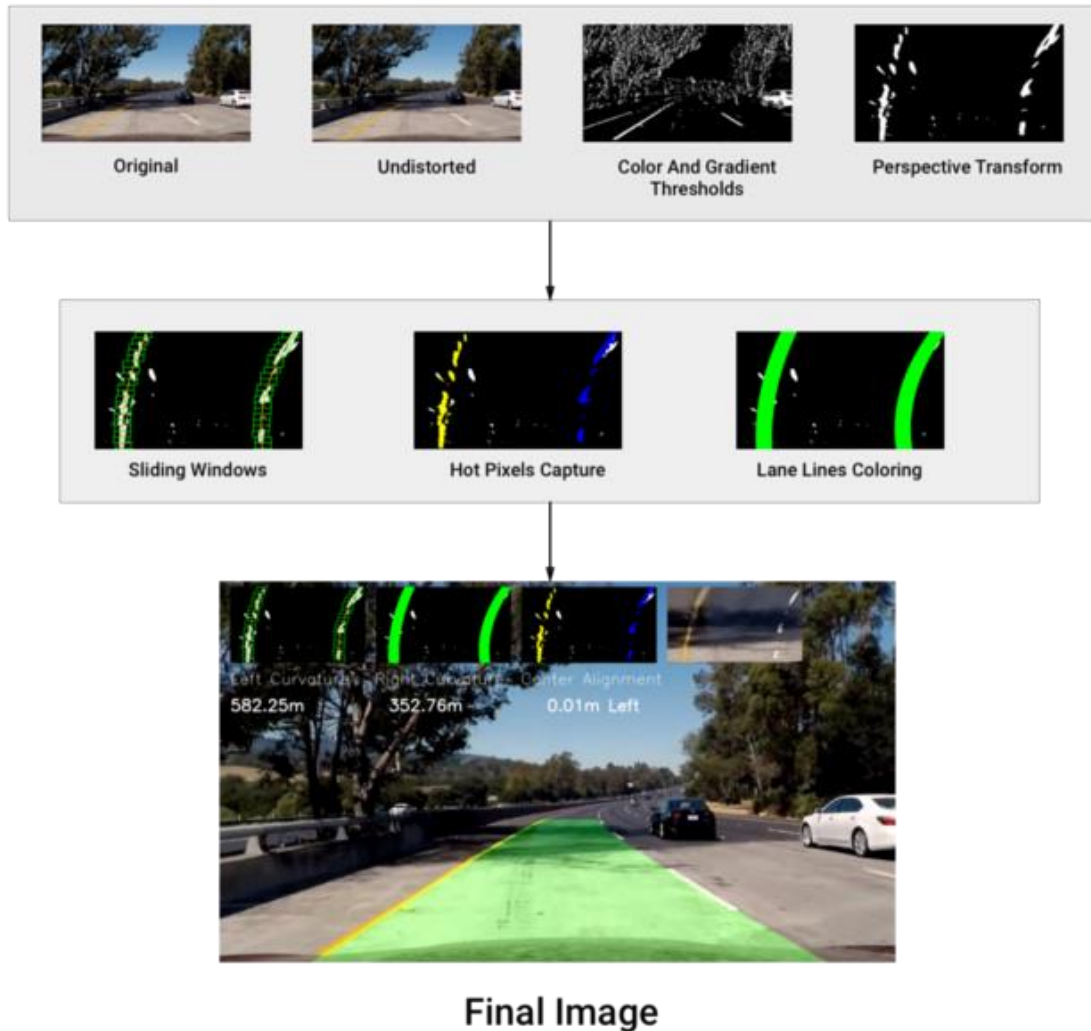 Original
Undistorted
Color And Gradient
Thresholds
Perspective Transform
Sliding Windows
Hot Pixels Capture
Lane Lines Coloring
Left Curvature
Right Curvature
Center Alignment
582.25m
352.76m
0.01m Left
Final Image